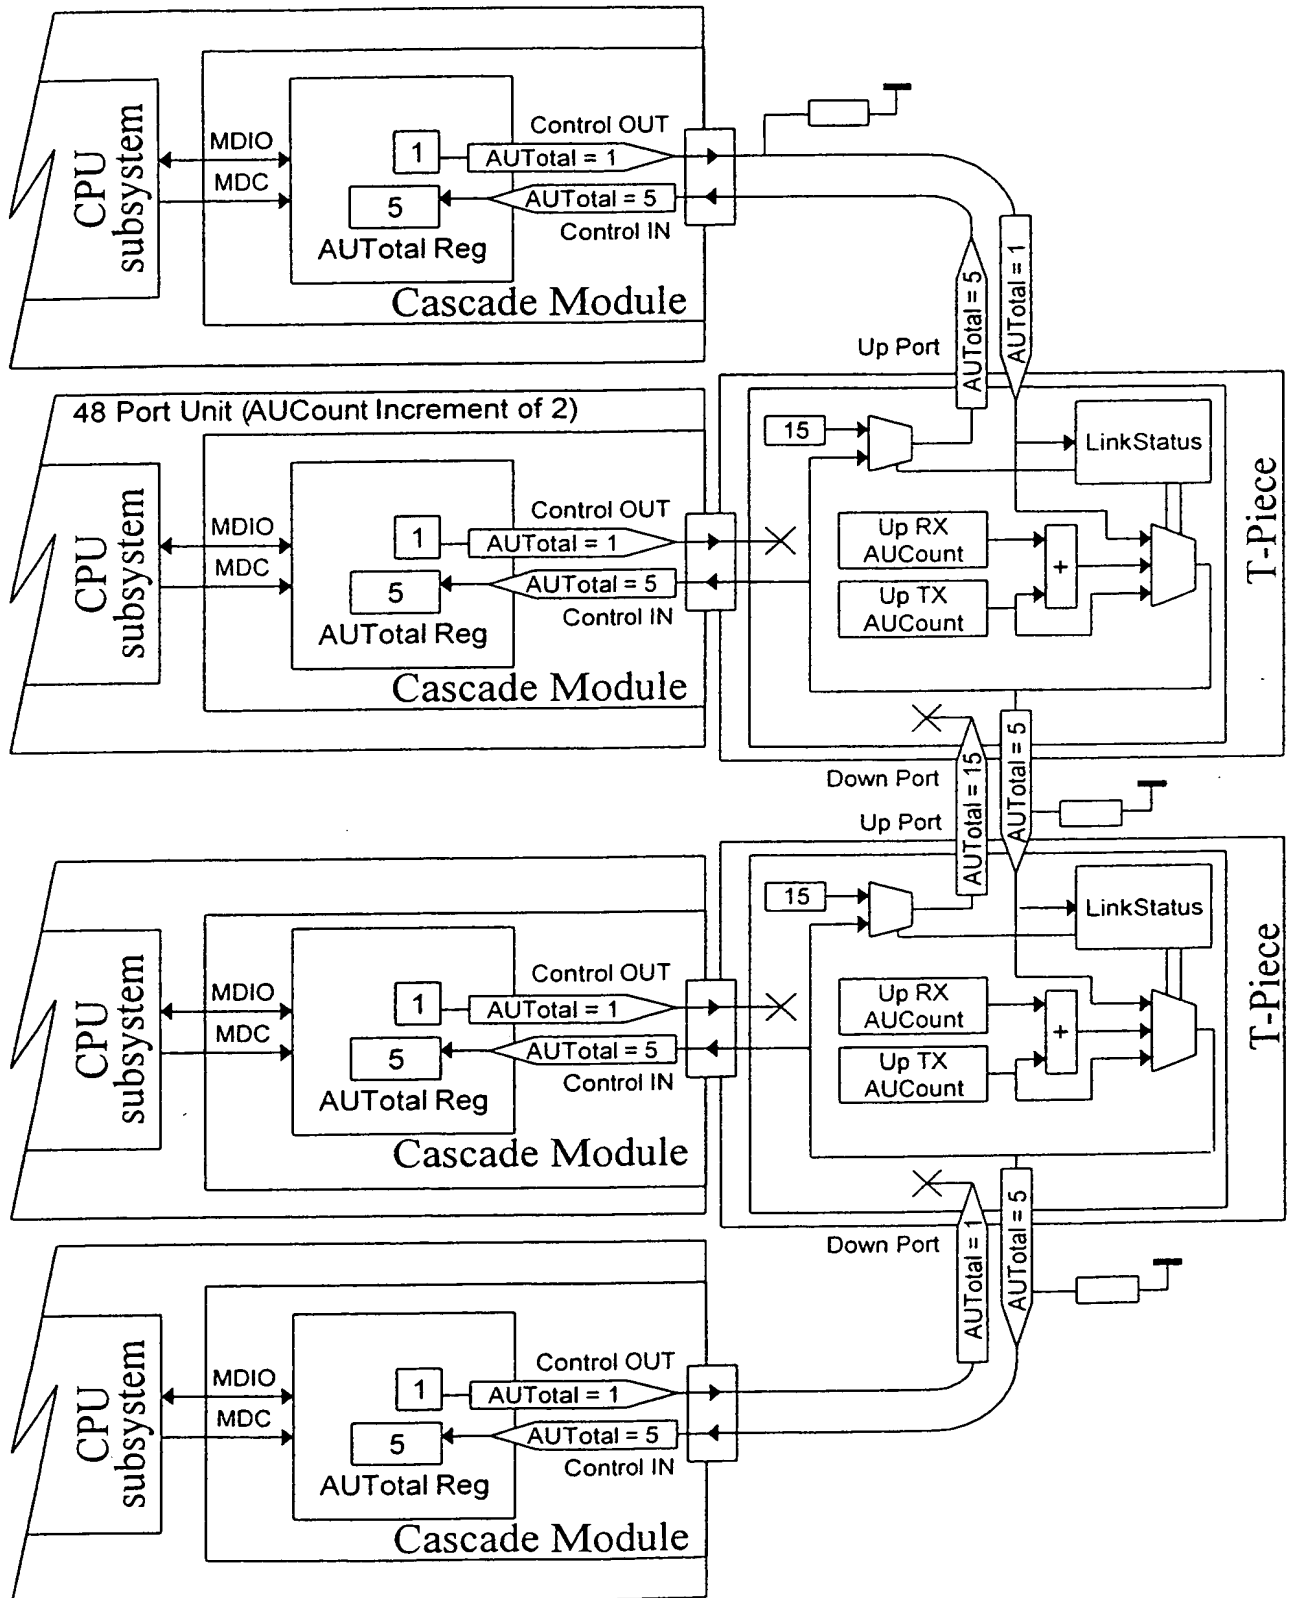 CPU
subsystem
MDIO
MDC
1
5
AUTotal Reg
Control OUT
AUTotal = 1
AUTotal = 5
Control IN
Cascade Module
AUTotal = 5
AUTotal = 1
Up Port
48 Port Unit (AUCount Increment of 2)
CPU
subsystem
MDIO
MDC
1
5
AUTotal Reg
Control OUT
AUTotal = 1
AUTotal = 5
Control IN
Cascade Module
15
LinkStatus
Up RX
AUCount
Up TX
AUCount
+
T-Piece
Down Port
AUTotal = 15
AUTotal = 5
Up Port
CPU
subsystem
MDIO
MDC
1
5
AUTotal Reg
Control OUT
AUTotal = 1
AUTotal = 5
Control IN
Cascade Module
15
LinkStatus
Up RX
AUCount
Up TX
AUCount
+
T-Piece
Down Port
AUTotal = 1
AUTotal = 5
CPU
subsystem
MDIO
MDC
1
5
AUTotal Reg
Control OUT
AUTotal = 1
AUTotal = 5
Control IN
Cascade Module